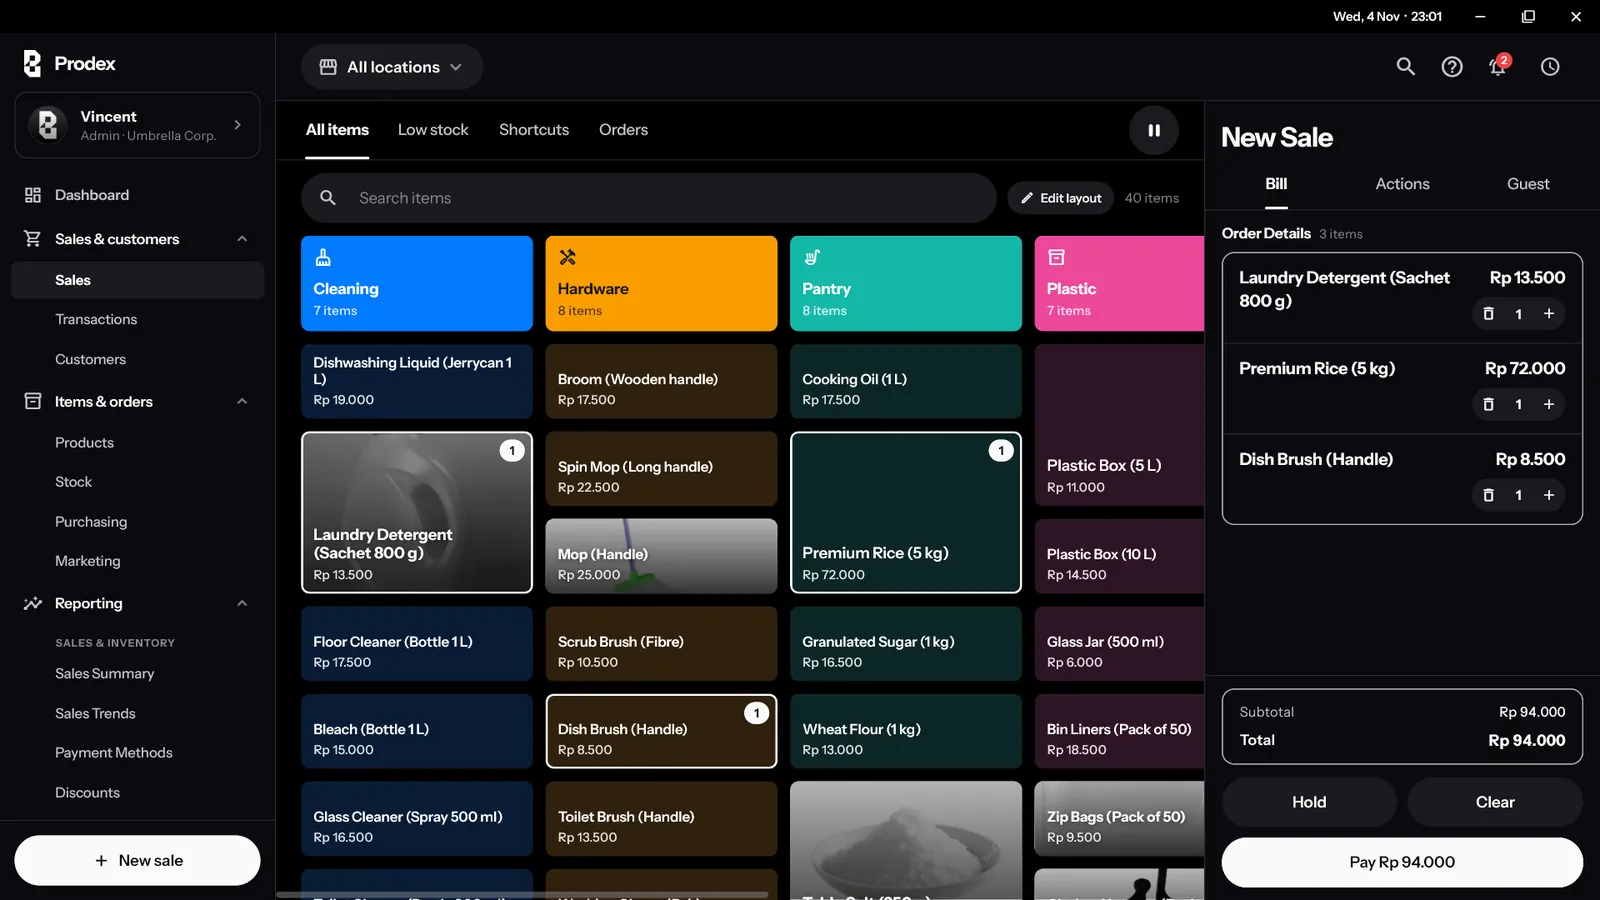 Wed, 4 Nov · 23:01
Prodex
Vincent
Admin · Umbrella Corp.
Dashboard
Sales & customers
Sales
Transactions
Customers
Items & orders
Products
Stock
Purchasing
Marketing
Reporting
SALES & INVENTORY
Sales Summary
Sales Trends
Payment Methods
Discounts
+ New sale
All locations
2
All items
Low stock
Shortcuts
Orders
Search items
Edit layout
40 items
Cleaning
7 items
Hardware
8 items
Pantry
8 items
Plastic
7 items
Dishwashing Liquid (Jerrycan 1
L)
Rp 19.000
Broom (Wooden handle)
Rp 17.500
Cooking Oil (1 L)
Rp 17.500
Plastic Box (5 L)
Rp 11.000
1
Laundry Detergent
(Sachet 800 g)
Rp 13.500
Spin Mop (Long handle)
Rp 22.500
Mop (Handle)
Rp 25.000
1
Premium Rice (5 kg)
Rp 72.000
Plastic Box (10 L)
Rp 14.500
Floor Cleaner (Bottle 1 L)
Rp 17.500
Scrub Brush (Fibre)
Rp 10.500
Granulated Sugar (1 kg)
Rp 16.500
Glass Jar (500 ml)
Rp 6.000
Bleach (Bottle 1 L)
Rp 15.000
1
Dish Brush (Handle)
Rp 8.500
Wheat Flour (1 kg)
Rp 13.000
Bin Liners (Pack of 50)
Rp 18.500
Glass Cleaner (Spray 500 ml)
Rp 16.500
Toilet Brush (Handle)
Rp 13.500
Zip Bags (Pack of 50)
Rp 9.500
New Sale
Bill
Actions
Guest
Order Details 3 items
Laundry Detergent (Sachet
800 g)
Rp 13.500
1 +
Premium Rice (5 kg)
Rp 72.000
1 +
Dish Brush (Handle)
Rp 8.500
1 +
Subtotal
Rp 94.000
Total
Rp 94.000
Hold
Clear
Pay Rp 94.000